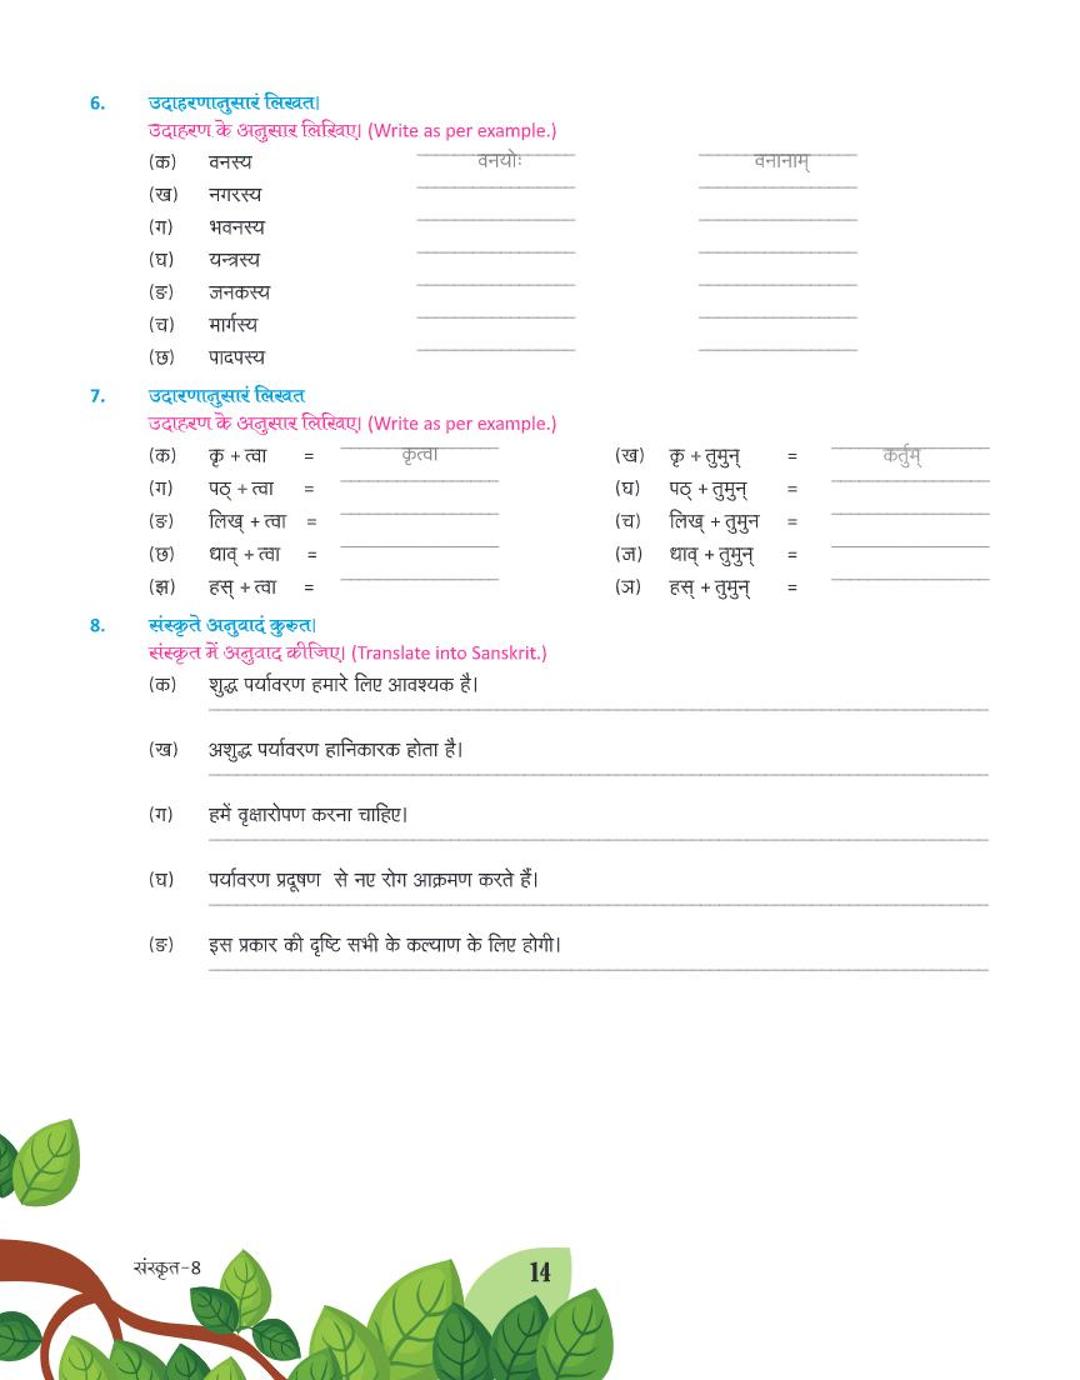 6. उदाहरणानुसारं लिखत।
उदाहरण के अनुसार लिखिए। (Write as per example.)
(क) वनस्य वनयोः वनानाम्
(ख) नगरस्य
(ग) भवनस्य
(घ) यन्त्रस्य
(ङ) जनकस्य
(च) मार्गस्य
(छ) पादपस्य
7. उदारणानुसारं लिखत
उदाहरण के अनुसार लिखिए। (Write as per example.)
(क) कृ + त्वा = कृत्वा (ख) कृ + तुमुन् = कर्तुम्
(ग) पठ् + त्वा = (घ) पठ् + तुमुन् =
(ङ) लिख् + त्वा = (च) लिख् + तुमुन =
(छ) धाव् + त्वा = (ज) धाव् + तुमुन् =
(झ) हस् + त्वा = (ञ) हस् + तुमुन् =
8. संस्कृते अनुवादं कुरुत।
संस्कृत में अनुवाद कीजिए। (Translate into Sanskrit.)
(क) शुद्ध पर्यावरण हमारे लिए आवश्यक है।
(ख) अशुद्ध पर्यावरण हानिकारक होता है।
(ग) हमें वृक्षारोपण करना चाहिए।
(घ) पर्यावरण प्रदूषण से नए रोग आक्रमण करते हैं।
(ङ) इस प्रकार की दृष्टि सभी के कल्याण के लिए होगी।
संस्कृत-8 14